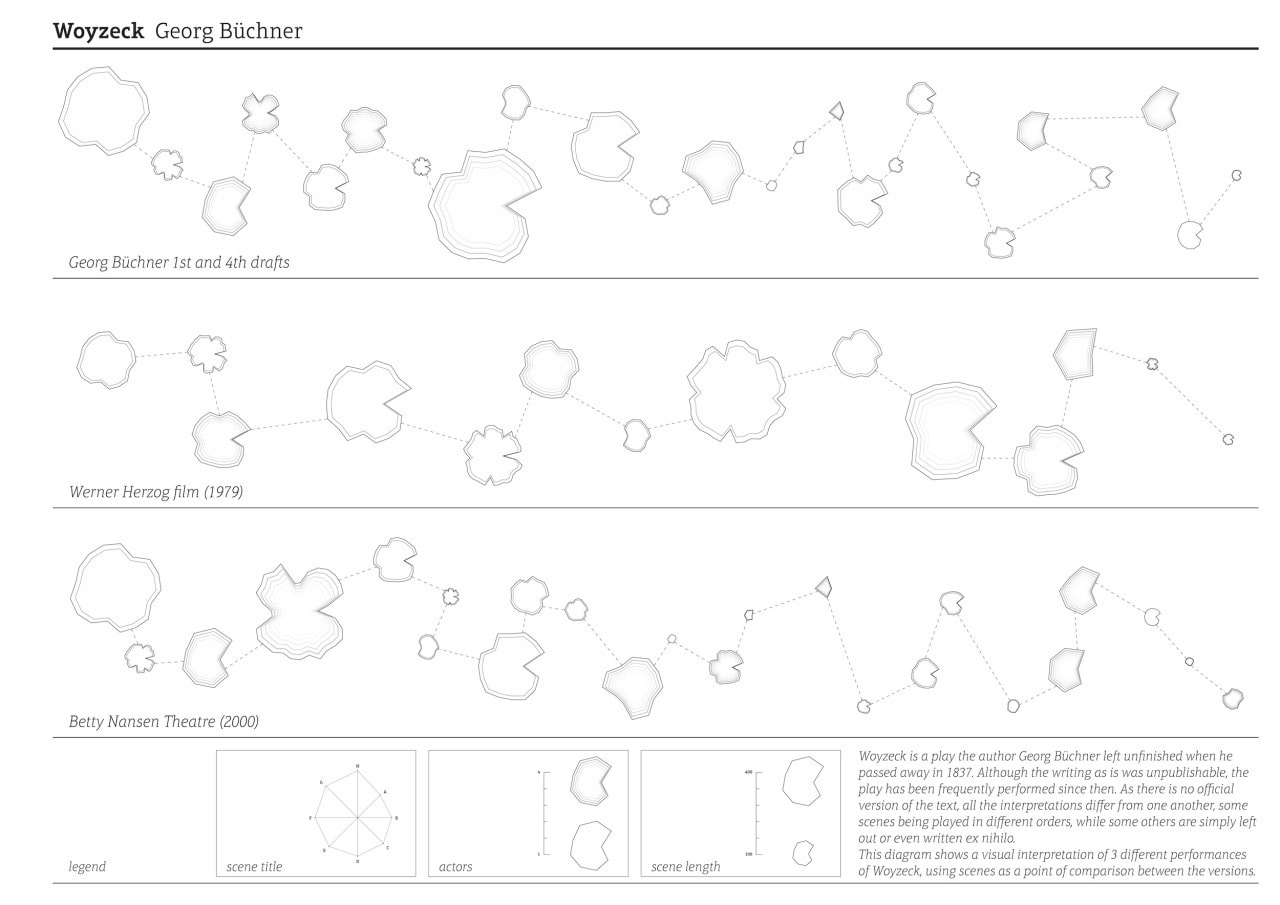 Woyzeck Georg Büchner
Georg Büchner 1st and 4th drafts
Werner Herzog film (1979)
Betty Nansen Theatre (2000)
legend
scene title
H
G
A
F
B
E
C
D
actors
scene length
400
Woyzeck is a play the author Georg Büchner left unfinished when he
passed away in 1837. Although the writing as is was unpublishable, the
play has been frequently performed since then. As there is no official
version of the text, all the interpretations differ from one another, some
scenes being played in different orders, while some others are simply left
out or even written ex nihilo.
This diagram shows a visual interpretation of 3 different performances
of Woyzeck, using scenes as a point of comparison between the versions.